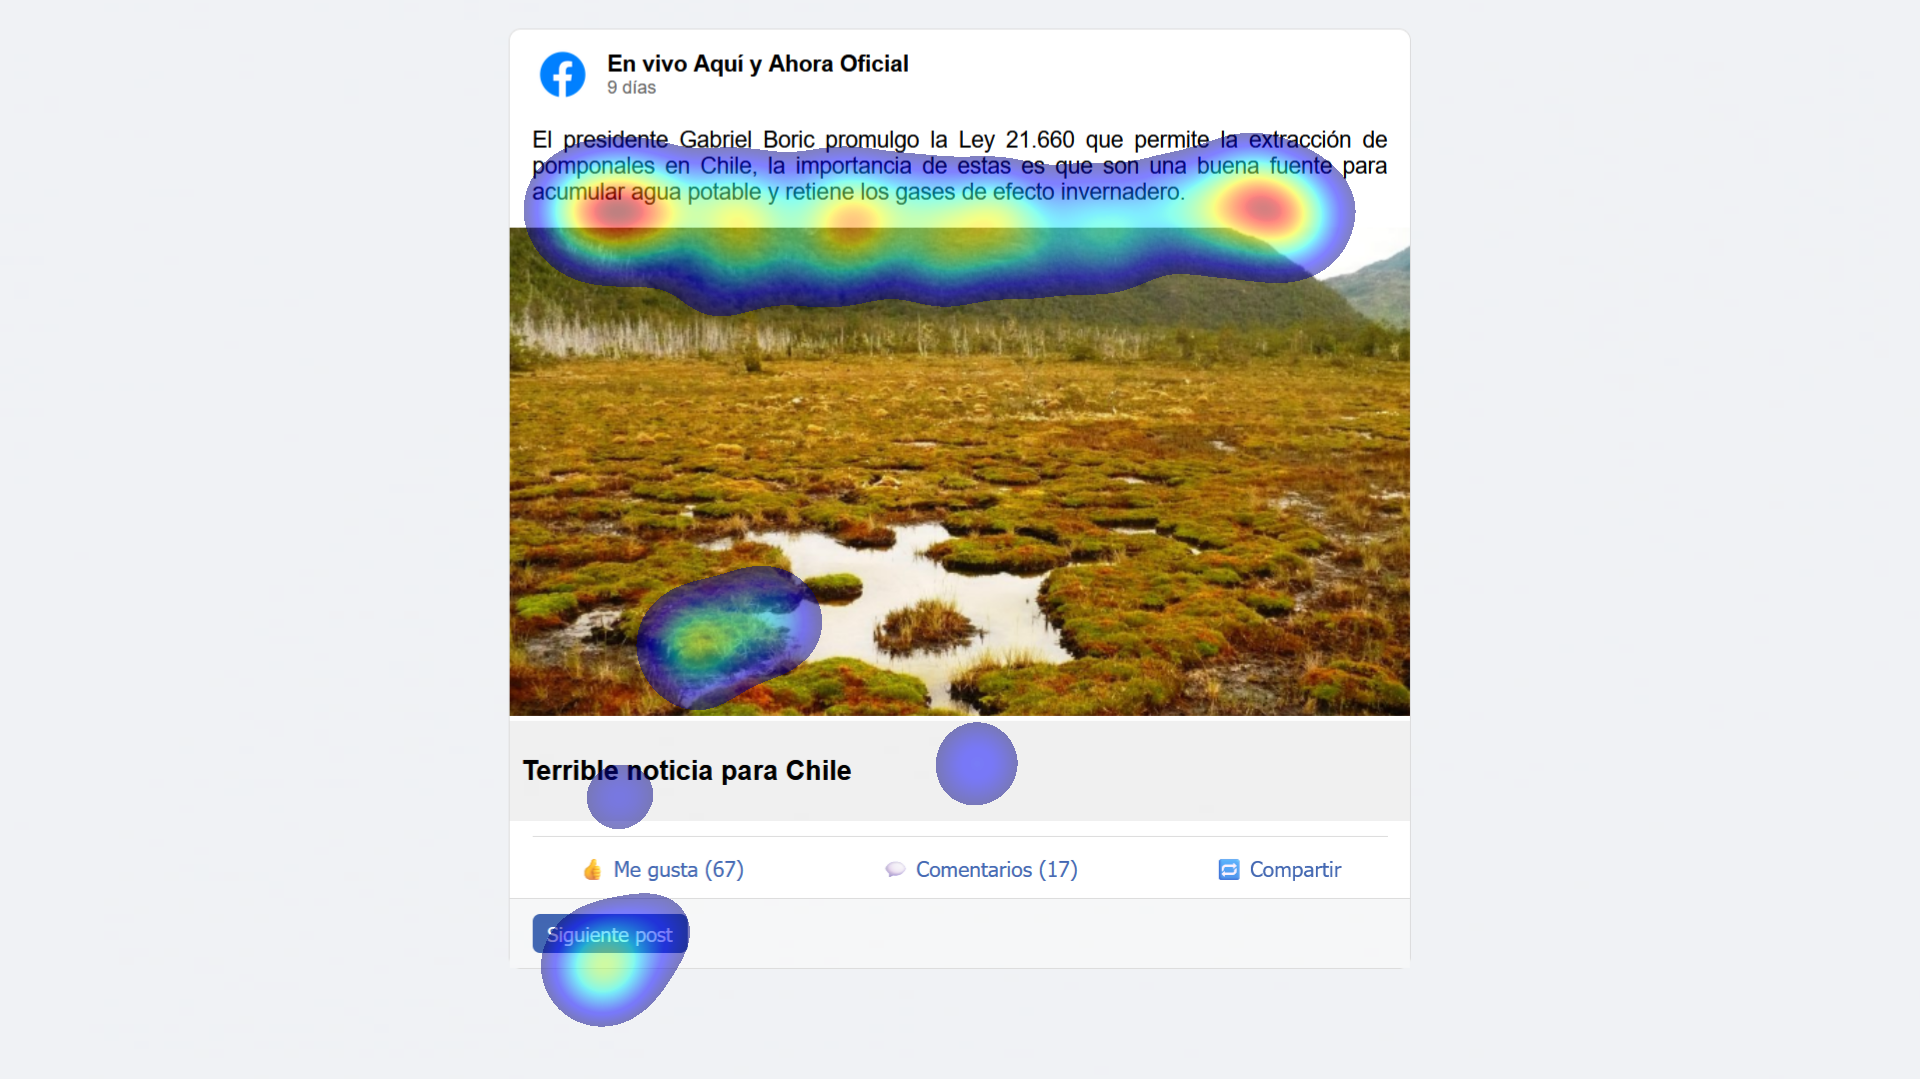 En vivo Aquí y Ahora Oficial
9 días
El presidente Gabriel Boric promulgo la Ley 21.660 que permite la extracción de
pomponales en Chile, la importancia de estas es que son una buena fuente para
acumular agua potable y retiene los gases de efecto invernadero.
Terrible noticia para Chile
Me gusta (67) Comentarios (17) Compartir
Siguiente post